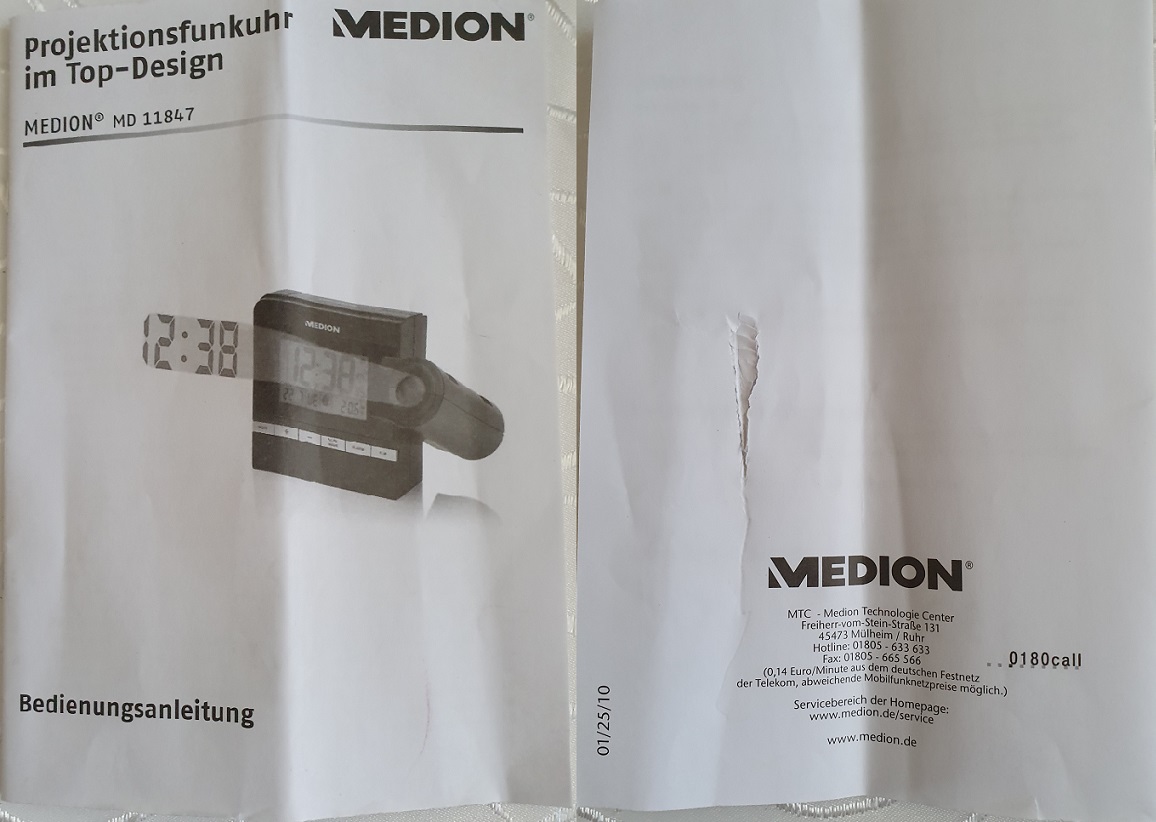 Projektionsfunkuhr
im Top-Design
MEDION®
MEDION® MD 11847
12:38
MEDION
12:38
Bedienungsanleitung
MEDION®
MTC - Medion Technologie Center
Freiherr-vom-Stein-Straße 131
45473 Mülheim / Ruhr
Hotline: 01805 - 633 633
Fax: 01805 - 665 566
(0,14 Euro/Minute aus dem deutschen Festnetz
der Telekom, abweichende Mobilfunknetzpreise möglich.)
0180call
Servicebereich der Homepage:
www.medion.de/service
www.medion.de
01/25/10